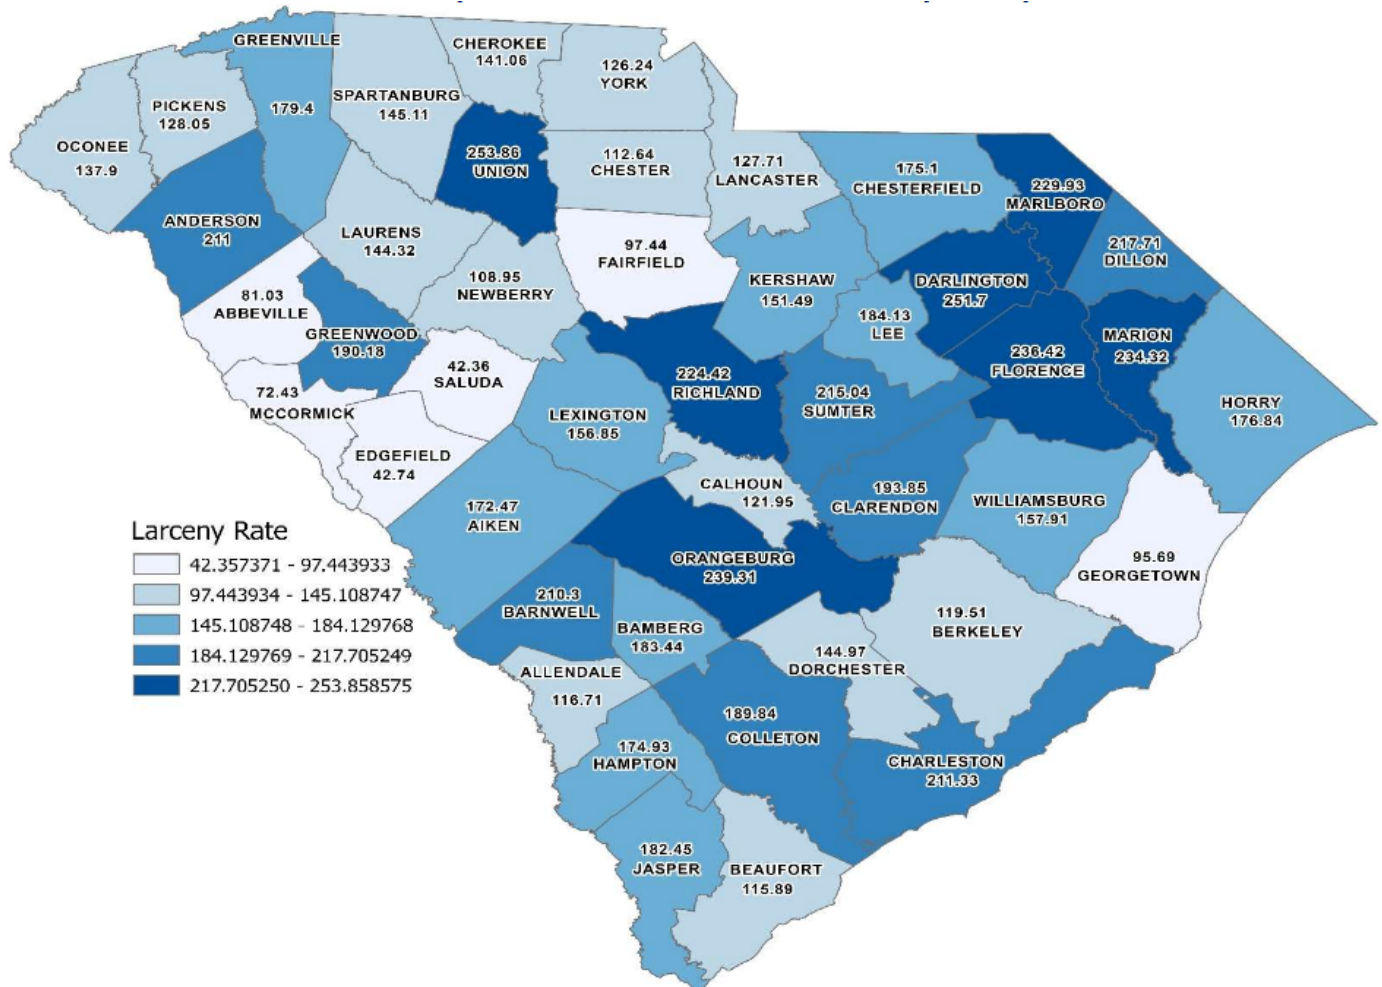 GREENVILLE
179.4
CHEROKEE
141.06
126.24
YORK
PICKENS
128.05
SPARTANBURG
145.11
OCONEE
137.9
253.86
UNION
112.64
CHESTER
127.71
LANCASTER
175.1
CHESTERFIELD
229.93
MARLBORO
ANDERSON
211
LAURENS
144.32
97.44
FAIRFIELD
217.71
DILLON
108.95
NEWBERRY
KERSHAW
151.49
DARLINGTON
251.7
81.03
ABBEVILLE
184.13
LEE
GREENWOOD
190.18
MARION
234.32
236.42
FLORENCE
42.36
SALUDA
224.42
RICHLAND
215.04
SUMTER
72.43
MCCORMICK
LEXINGTON
156.85
HORRY
176.84
EDGEFIELD
42.74
CALHOUN
121.95
193.85
CLARENDON
WILLIAMSBURG
157.91
172.47
AIKEN
ORANGEBURG
239.31
95.69
GEORGETOWN
210.3
BARNWELL
BAMBERG
183.44
119.51
BERKELEY
ALLENDALE
116.71
144.97
DORCHESTER
189.84
COLLETON
174.93
HAMPTON
CHARLESTON
211.33
182.45
JASPER
BEAUFORT
115.89
Larceny Rate
42.357371 - 97.443933
97.443934 - 145.108747
145.108748 - 184.129768
184.129769 - 217.705249
217.705250 - 253.858575